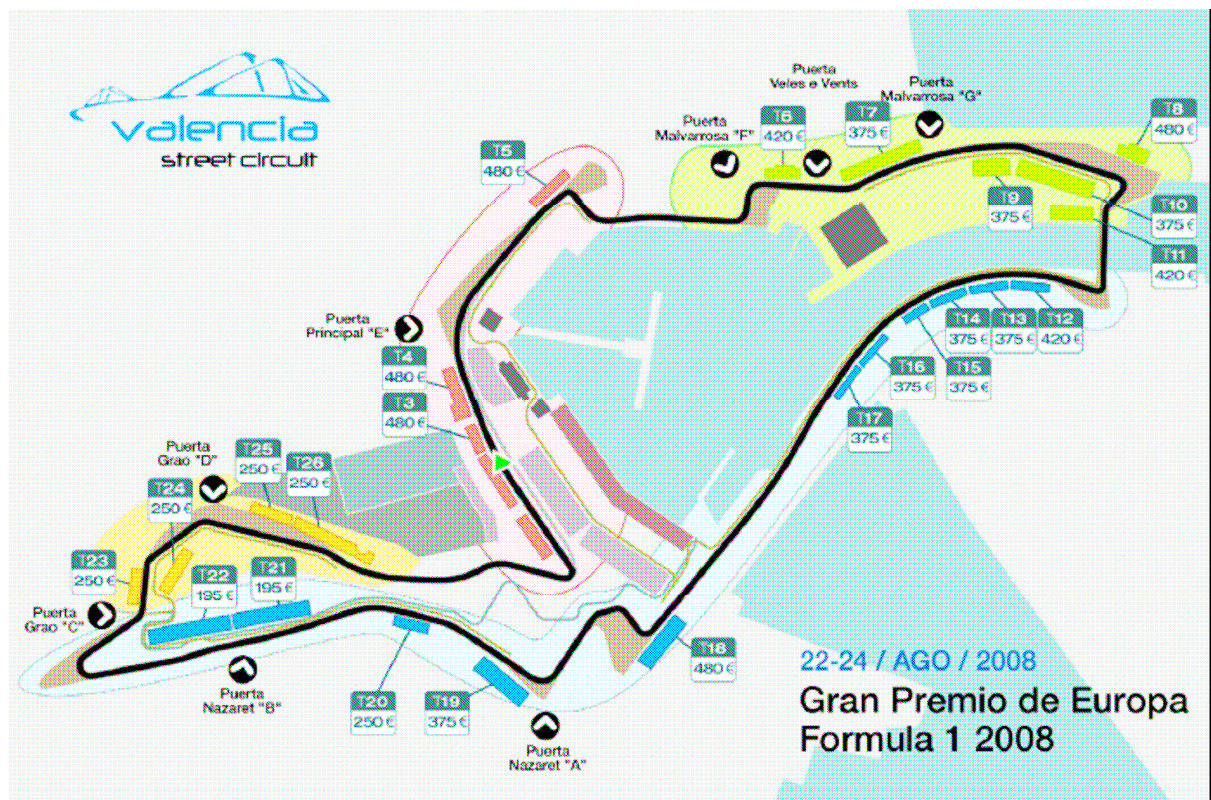 valencia
street circuit
Puerta
Veles e Vents
Puerta
Malvarrosa "G"
Puerta
Malvarrosa "F"
T6
420 €
T7
375 €
T8
480 €
T5
480 €
T9
375 €
T10
375 €
T11
420 €
Puerta
Principal "E"
T4
480 €
T3
480 €
T14
375 €
T13
375 €
T12
420 €
T16
375 €
T15
375 €
T17
375 €
Puerta
Grao "D"
T25
250 €
T26
250 €
T24
250 €
T23
250 €
T22
195 €
T21
195 €
Puerta
Grao "C"
Puerta
Nazaret "B"
T20
250 €
T19
375 €
T18
480 €
Puerta
Nazaret "A"
22-24 / AGO / 2008
Gran Premio de Europa
Formula 1 2008